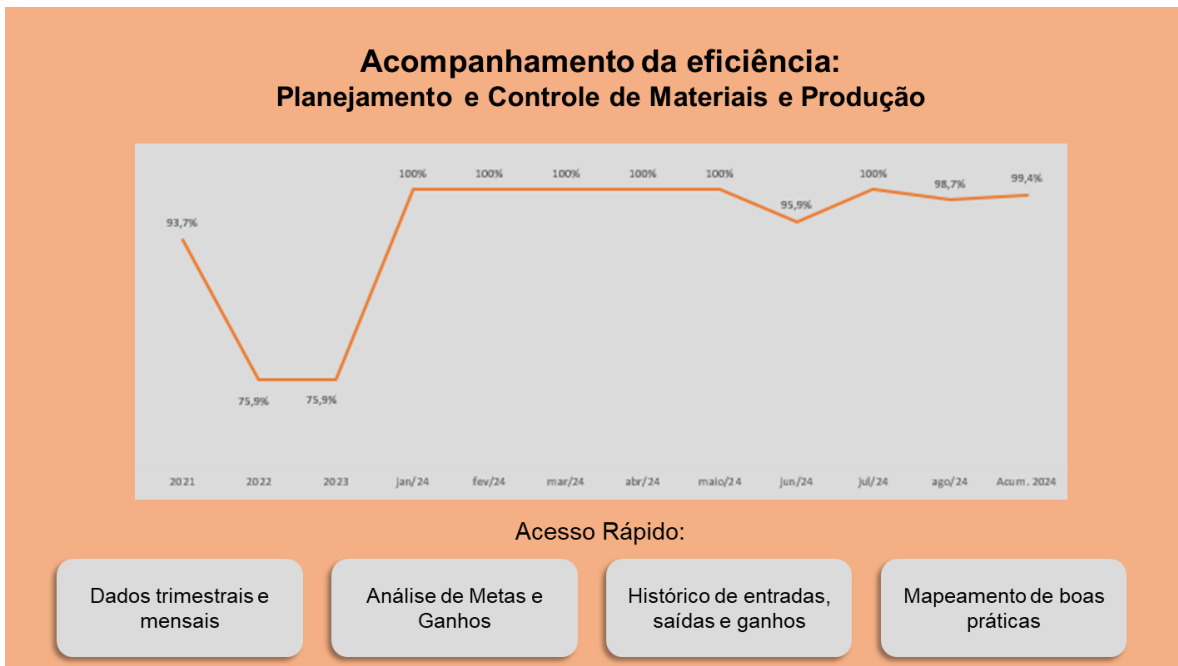 Acompanhamento da eficiência:
Planejamento e Controle de Materiais e Produção
100%
100%
100%
100%
100%
100%
98,7%
99,4%
95,9%
93,7%
75,9%
75,9%
2021
2022
2023
jan/24
fev/24
mar/24
abr/24
maio/24
jun/24
jul/24
ago/24
Acum. 2024
Acesso Rápido:
Dados trimestrais e
mensais
Análise de Metas e
Ganhos
Histórico de entradas,
saídas e ganhos
Mapeamento de boas
práticas